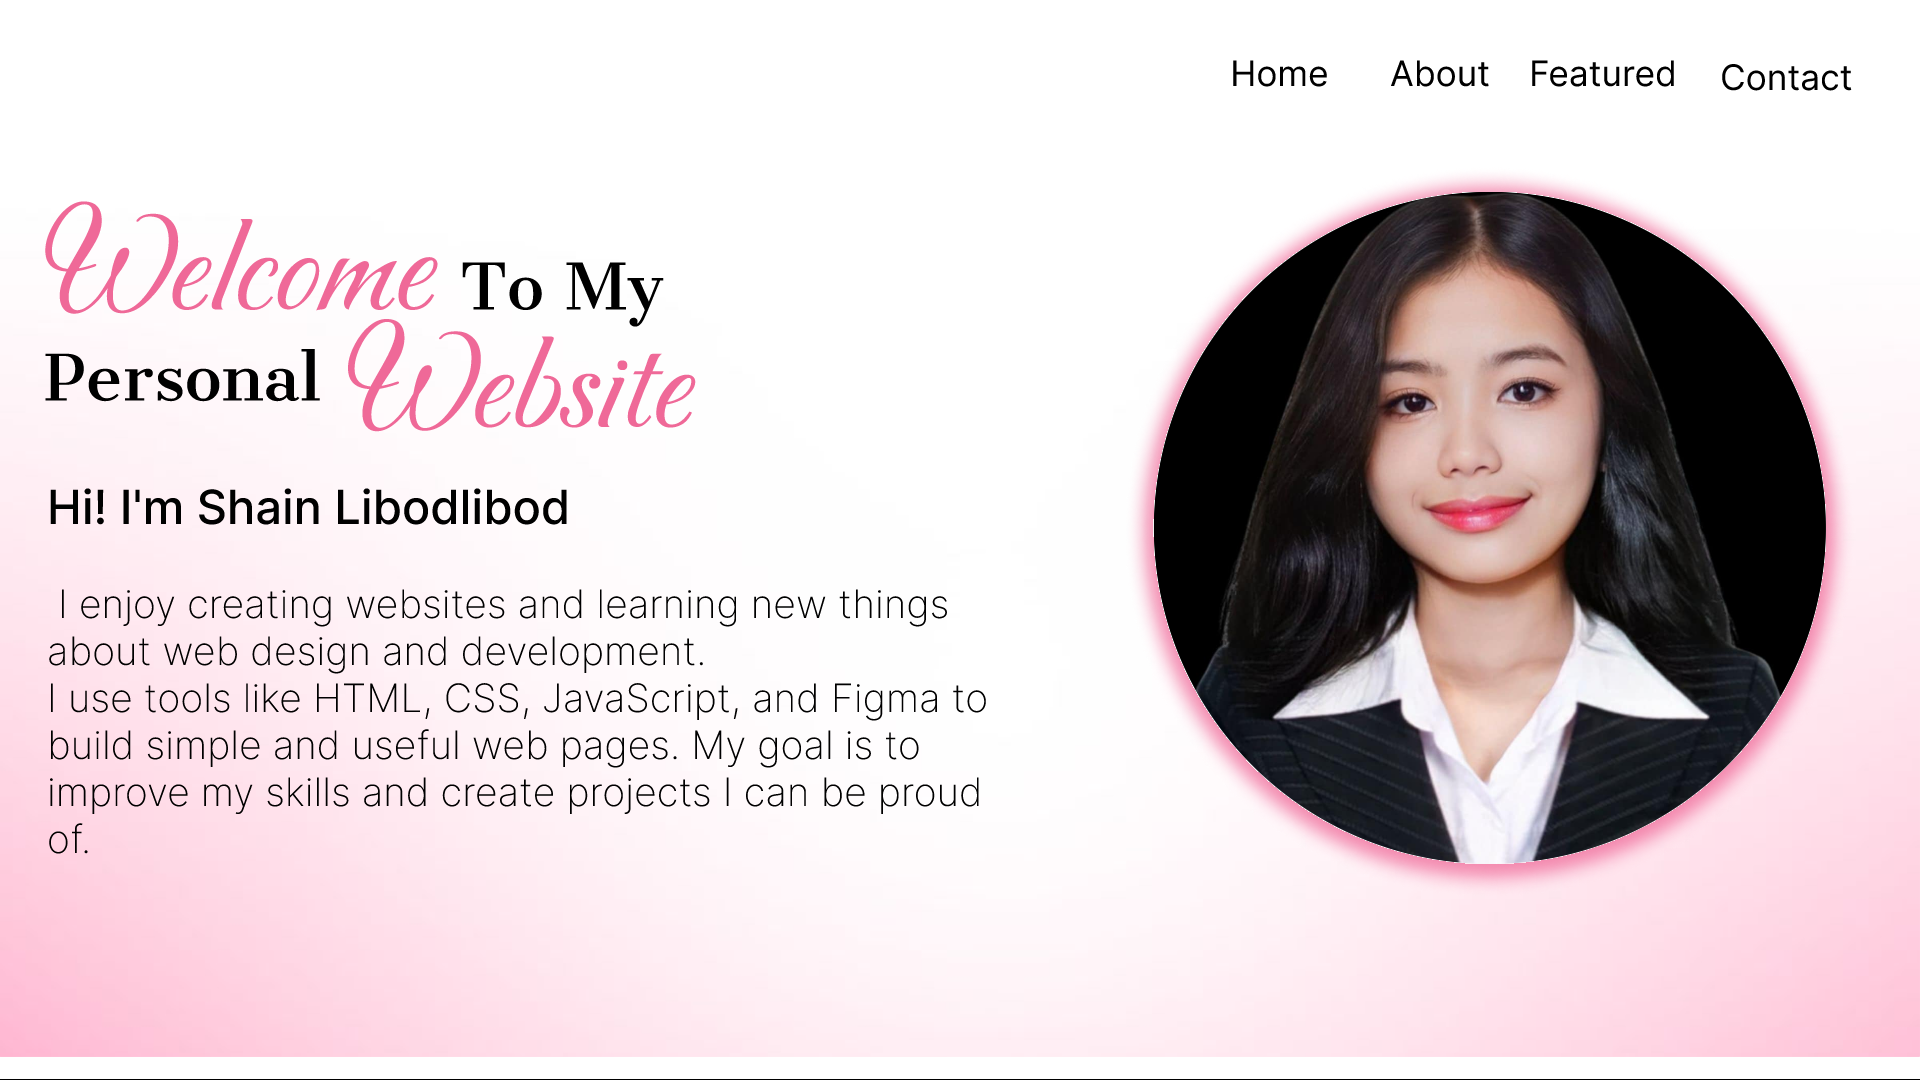 Home About Featured Contact
Welcome To My
Personal Website
Hi! I'm Shain Libodlibod
I enjoy creating websites and learning new things
about web design and development.
I use tools like HTML, CSS, JavaScript, and Figma to
build simple and useful web pages. My goal is to
improve my skills and create projects I can be proud
of.